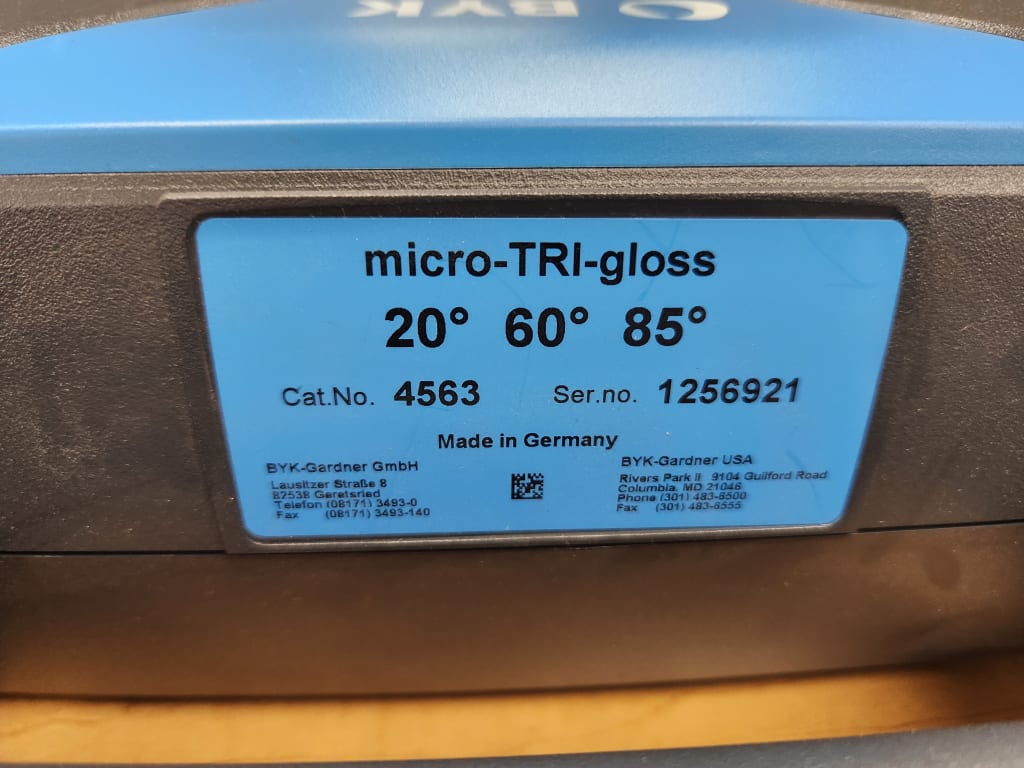 BYK
micro-TRI-gloss
20° 60° 85°
Cat.No. 4563 Ser.no. 1256921
Made in Germany
BYK-Gardner GmbH
Lausitzer Straße 8
82538 Geretsried
Telefon (08171) 3493-0
Fax (08171) 3493-140
BYK-Gardner USA
Rivers Park II 9104 Guilford Road
Columbia, MD 21046
Phone (301) 483-6500
Fax (301) 483-6555